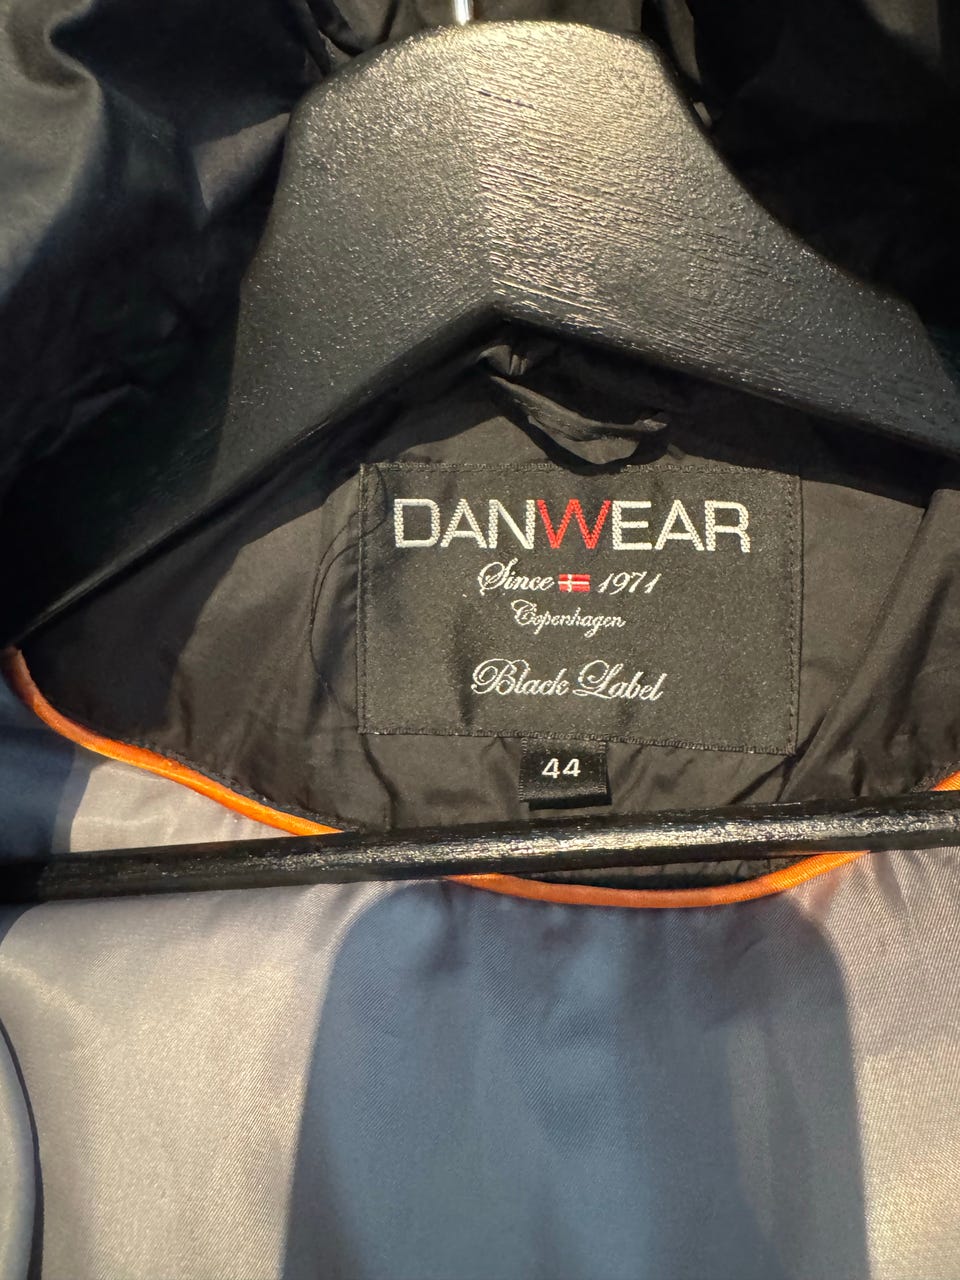 DANWEAR
Since 1971
Copenhagen
Black Label
44